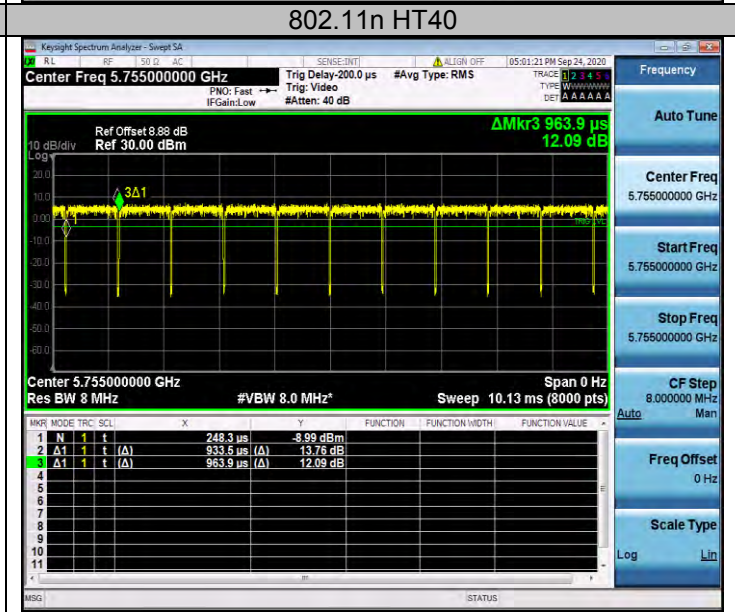 802.11n HT40
Keysight Spectrum Analyzer - Swept SA
RL RF 50 Ω AC SENSE:INT ALIGN OFF 05:01:21 PM Sep 24, 2020
Center Freq 5.755000000 GHz Trig Delay-200.0 µs #Avg Type: RMS TRACE 1 2 3 4 5 6
PNO: Fast Trig: Video TYPE WWWWWW
IFGain:Low #Atten: 40 dB DET A A A A A A
Frequency
Auto Tune
Ref Offset 8.88 dB ΔMkr3 963.9 µs
10 dB/div Ref 30.00 dBm 12.09 dB
Log
20.0
10.0
0.00
-10.0
-20.0
-30.0
-40.0
-50.0
-60.0
3Δ1
1
TRIG LVL
Center Freq
5.755000000 GHz
Start Freq
5.755000000 GHz
Stop Freq
5.755000000 GHz
Center 5.755000000 GHz Span 0 Hz
Res BW 8 MHz #VBW 8.0 MHz* Sweep 10.13 ms (8000 pts)
CF Step
8.000000 MHz
Auto Man
MKR MODE TRC SCL X Y FUNCTION FUNCTION WIDTH FUNCTION VALUE
1 N 1 t 248.3 µs -8.99 dBm
2 Δ1 1 t (Δ) 933.5 µs (Δ) 13.76 dB
3 Δ1 1 t (Δ) 963.9 µs (Δ) 12.09 dB
4
5
6
7
8
9
10
11
Freq Offset
0 Hz
Scale Type
Log Lin
MSG STATUS